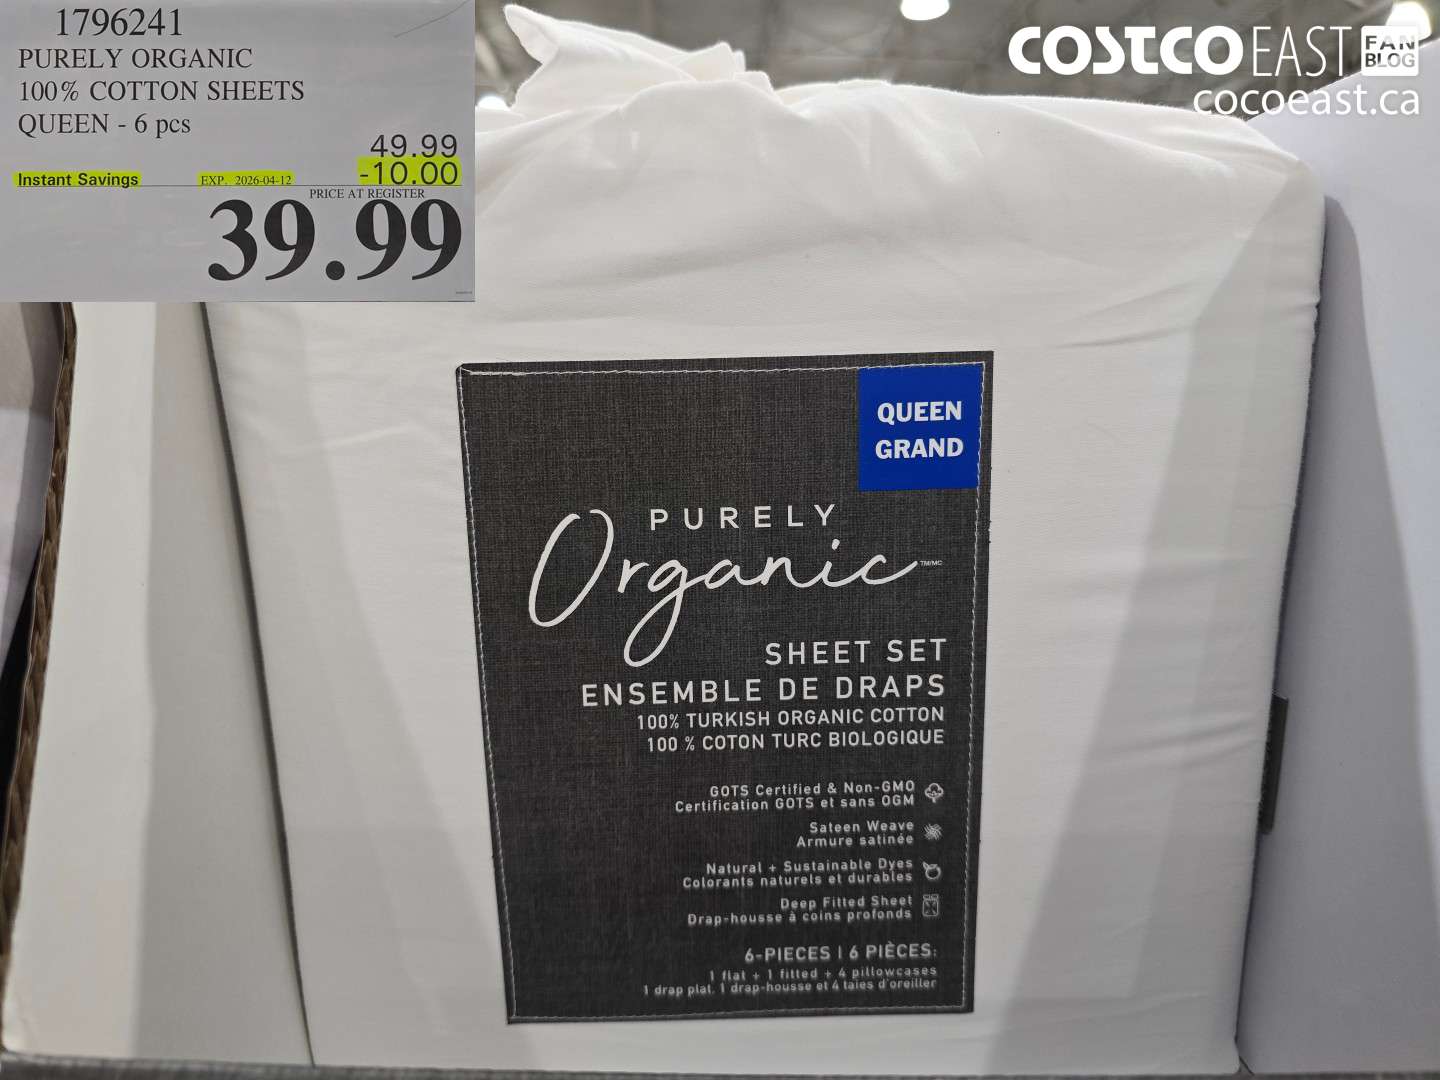 1796241
PURELY ORGANIC
100% COTTON SHEETS
QUEEN - 6 pcs
49.99
Instant Savings EXP. 2026-04-12 -10.00
PRICE AT REGISTER
39.99
COSTCO EAST FAN BLOG
cocoeast.ca
QUEEN
GRAND
PURELY
Organic TM/MC
SHEET SET
ENSEMBLE DE DRAPS
100% TURKISH ORGANIC COTTON
100 % COTON TURC BIOLOGIQUE
GOTS Certified & Non-GMO
Certification GOTS et sans OGM
Sateen Weave
Armure satinée
Natural + Sustainable Dyes
Colorants naturels et durables
Deep Fitted Sheet
Drap-housse à coins profonds
6-PIECES | 6 PIÈCES:
1 flat + 1 fitted + 4 pillowcases
1 drap plat, 1 drap-housse et 4 taies d'oreiller